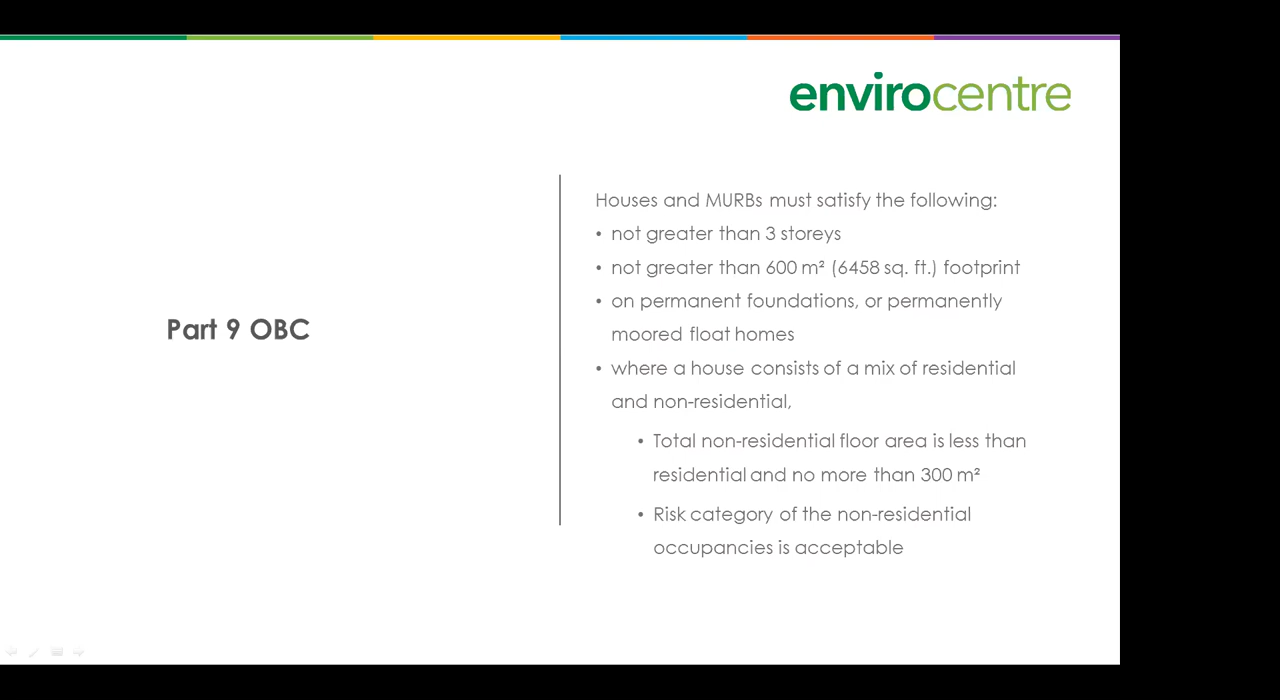 envirocentre
Part 9 OBC
Houses and MURBs must satisfy the following:
• not greater than 3 storeys
• not greater than 600 m² (6458 sq. ft.) footprint
• on permanent foundations, or permanently
moored float homes
• where a house consists of a mix of residential
and non-residential,
• Total non-residential floor area is less than
residential and no more than 300 m²
• Risk category of the non-residential
occupancies is acceptable